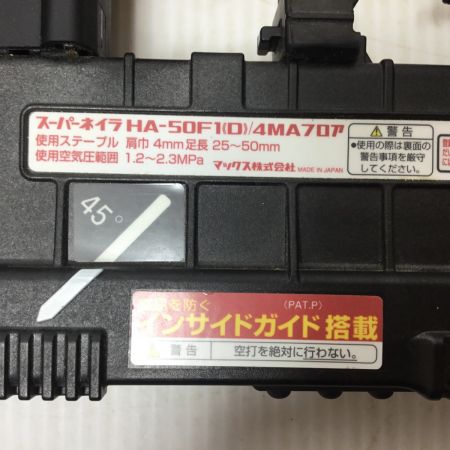 スーパーネイラ HA-50F1(D)/4MAフロア
使用ステープル 肩巾 4mm 足長 25～50mm
使用空気圧範囲 1.2～2.3MPa マックス株式会社 MADE IN JAPAN
警告
●使用の際は裏面の
警告事項を厳守
してください。
45°
を防ぐ (PAT.P)
インサイドガイド 搭載
警告 空打を絶対に行わない。